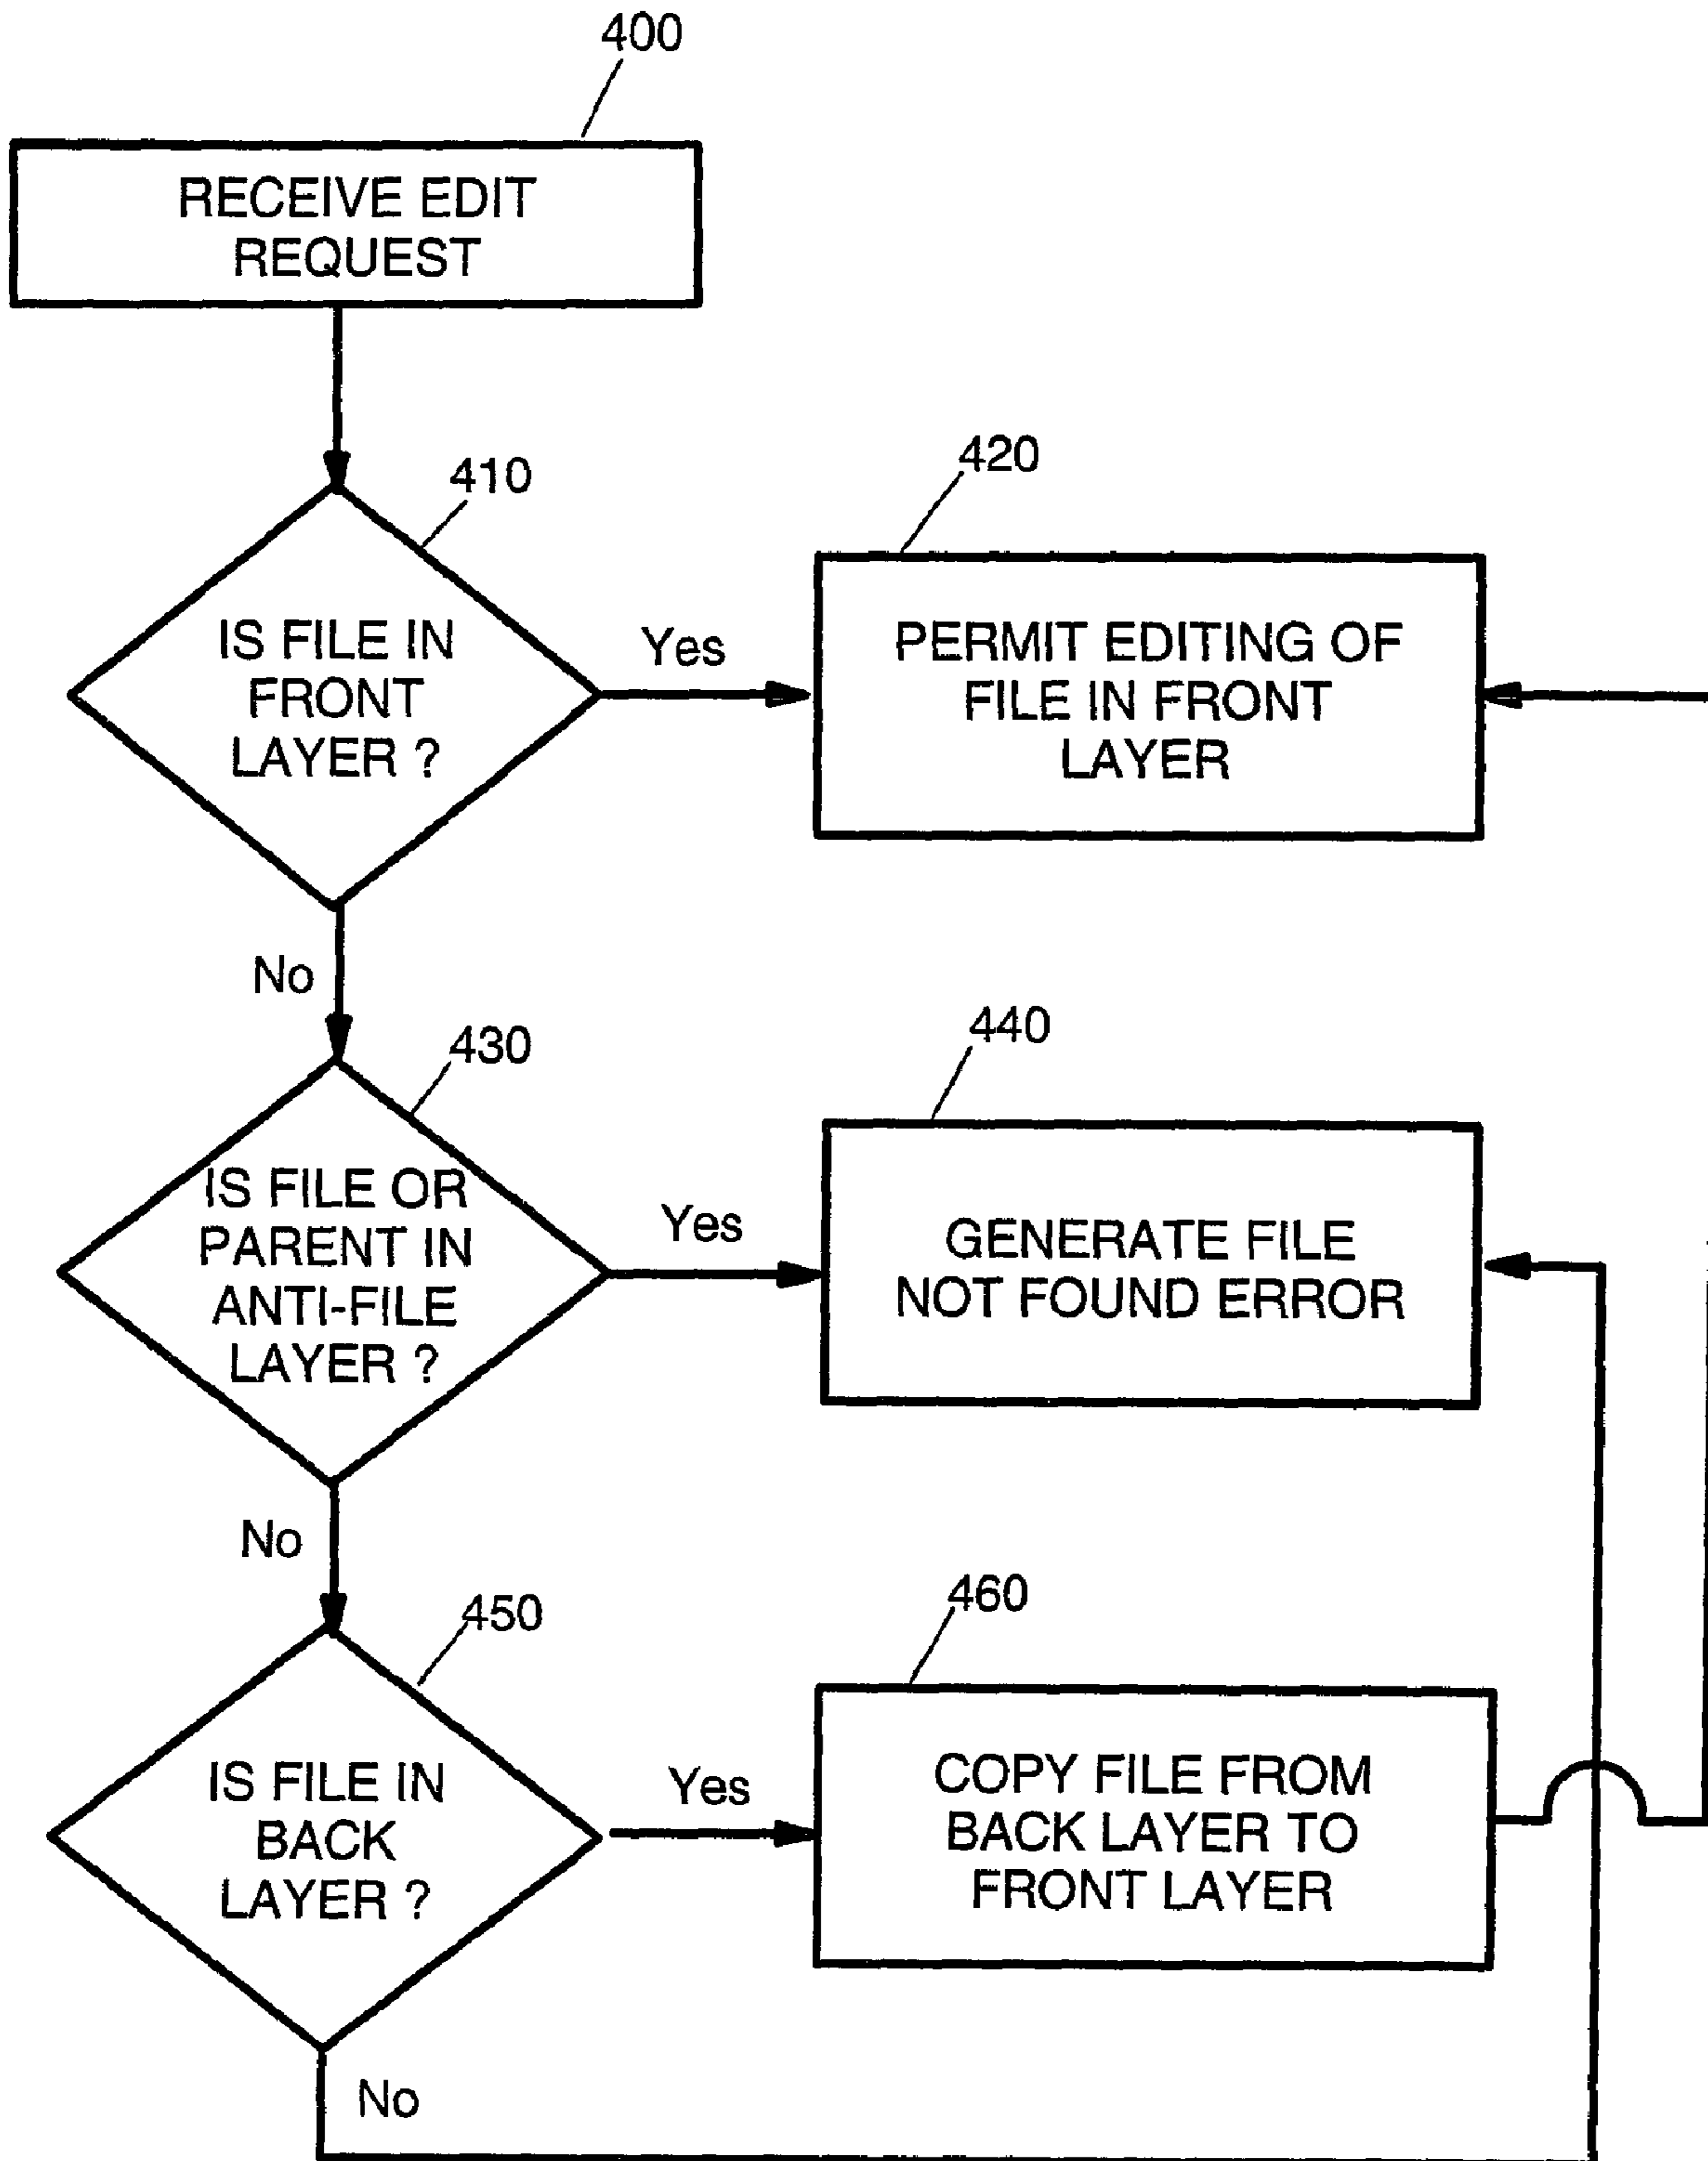 400
RECEIVE EDIT
REQUEST
410
IS FILE IN
FRONT
LAYER ?
Yes
420
PERMIT EDITING OF
FILE IN FRONT
LAYER
No
430
IS FILE OR
PARENT IN
ANTI-FILE
LAYER ?
Yes
440
GENERATE FILE
NOT FOUND ERROR
No
450
IS FILE IN
BACK
LAYER ?
Yes
460
COPY FILE FROM
BACK LAYER TO
FRONT LAYER
No